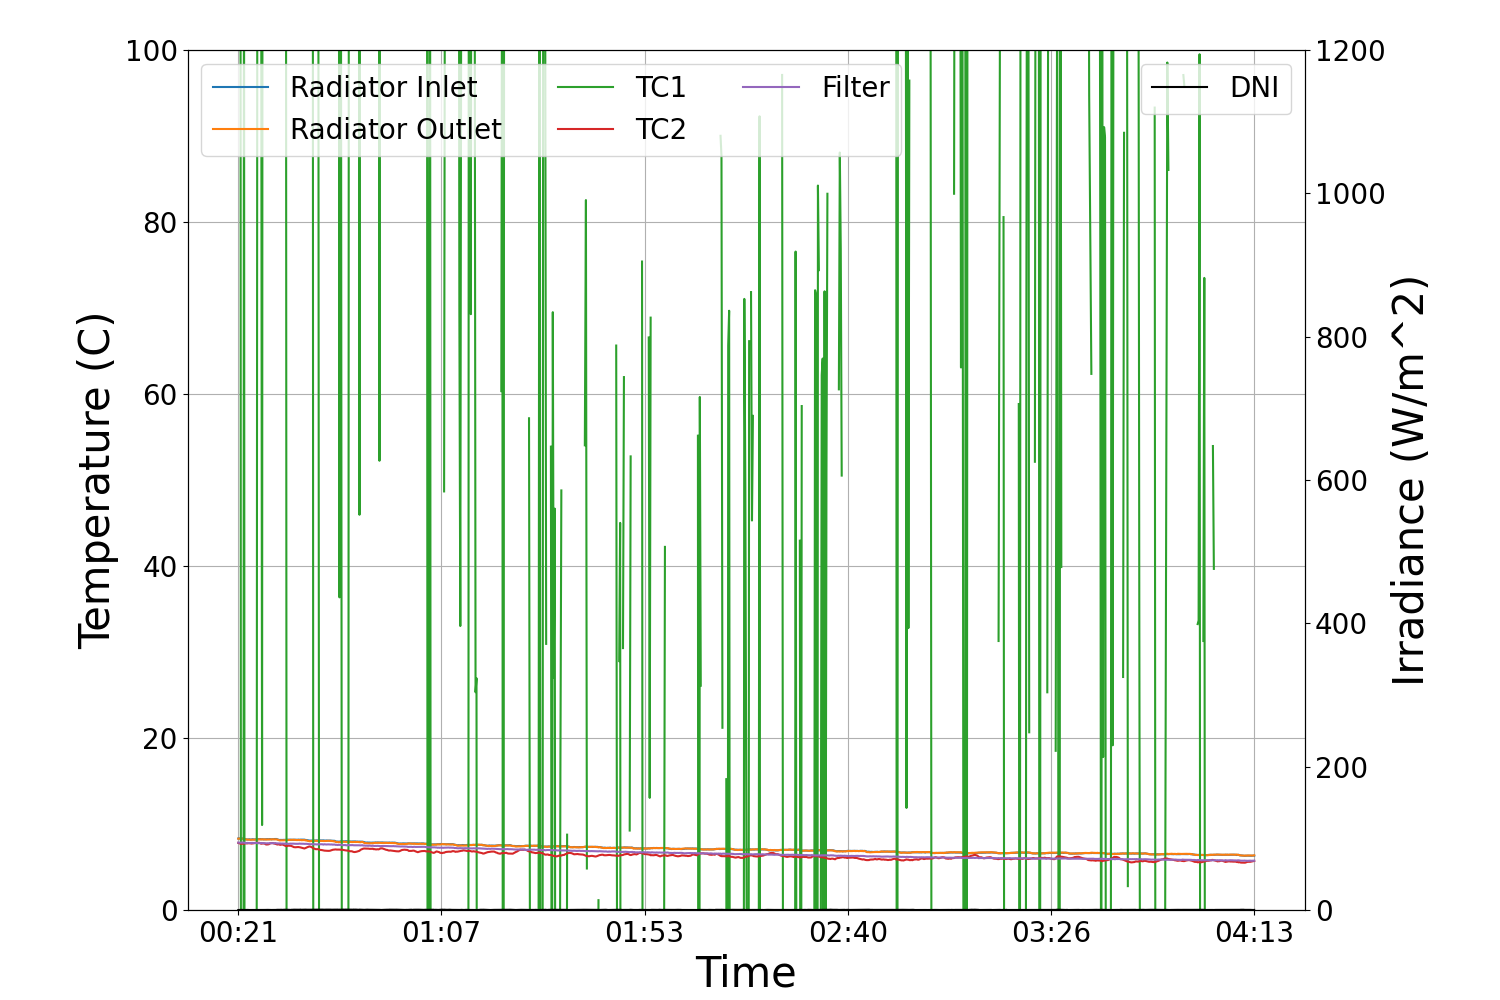 100
80
60
40
20
0
Temperature (C)
Radiator Inlet
Radiator Outlet
TC1
TC2
Filter
DNI
1200
1000
800
600
400
200
0
Irradiance (W/m^2)
00:21
01:07
01:53
02:40
03:26
04:13
Time